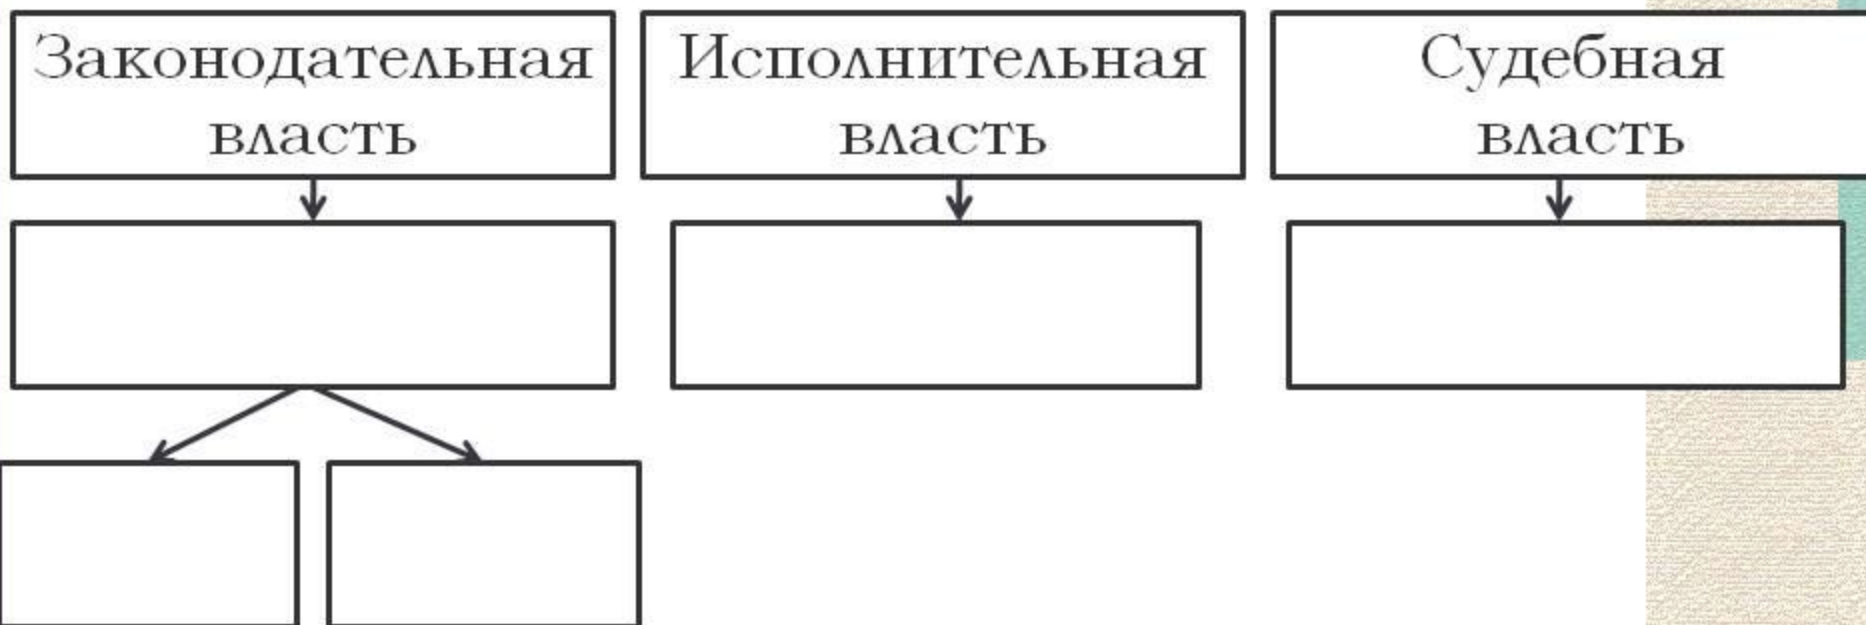 Законодательная
власть
Исполнительная
власть
Судебная
власть